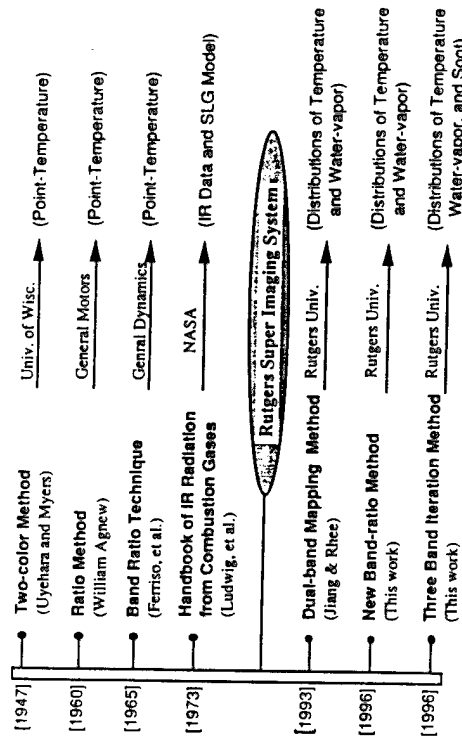 [1947]
Two-color Method
(Uyehara and Myers)
Univ. of Wisc.
(Point-Temperature)
[1960]
Ratio Method
(William Agnew)
General Motors
(Point-Temperature)
[1965]
Band Ratio Technique
(Ferriso, et al.)
Genral Dynamics
(Point-Temperature)
[1973]
Handbook of IR Radiation
from Combustion Gases
(Ludwig, et al.)
NASA
(IR Data and SLG Model)
Rutgers Super Imaging System
[1993]
Dual-band Mapping Method
(Jiang & Rhee)
Rutgers Univ.
(Distributions of Temperature
and Water-vapor)
[1996]
New Band-ratio Method
(This work)
Rutgers Univ.
(Distributions of Temperature
and Water-vapor)
[1996]
Three Band Iteration Method
(This work)
Rutgers Univ.
(Distributions of Temperature
Water-vapor, and Soot)